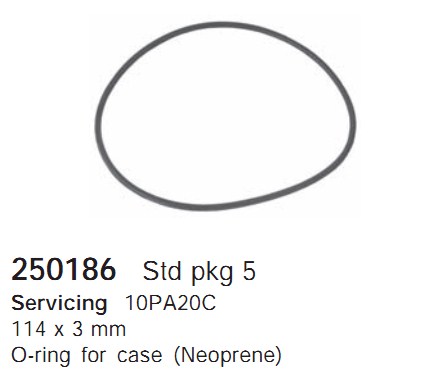 250186 Std pkg 5
Servicing 10PA20C
114 x 3 mm
O-ring for case (Neoprene)